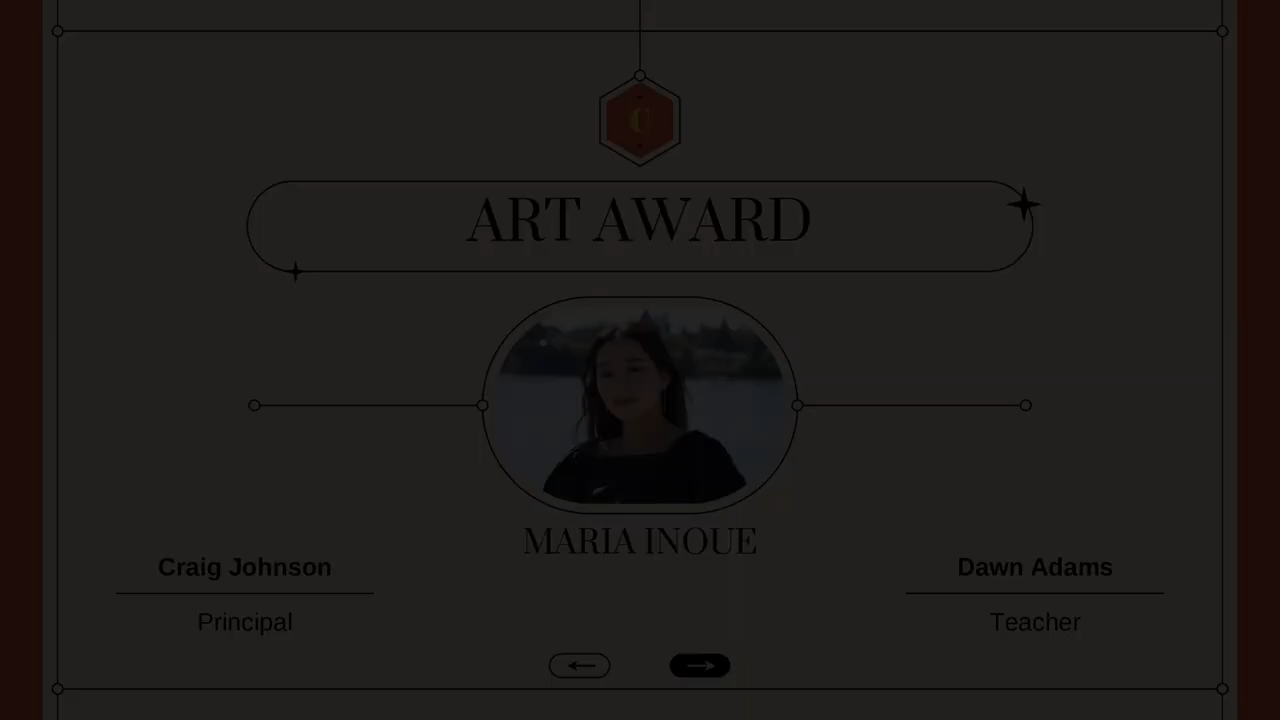 C
ART AWARD
MARIA INOUE
Craig Johnson
Principal
Dawn Adams
Teacher